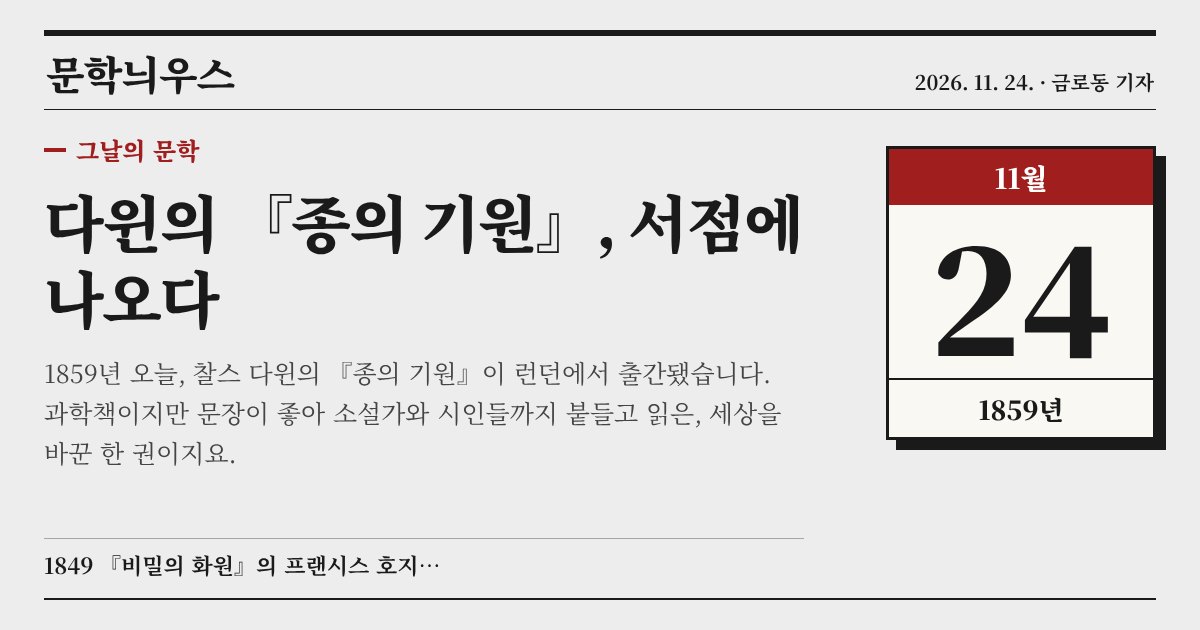 문학늬우스
2026. 11. 24. · 금로동 기자
그날의 문학
다윈의 『종의 기원』, 서점에
나오다
1859년 오늘, 찰스 다윈의 『종의 기원』이 런던에서 출간됐습니다.
과학책이지만 문장이 좋아 소설가와 시인들까지 붙들고 읽은, 세상을
바꾼 한 권이지요.
11월
24
1859년
1849 『비밀의 화원』의 프랜시스 호지…